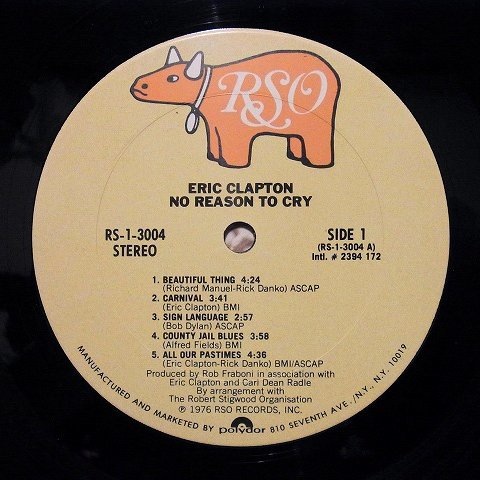 RSO
ERIC CLAPTON
NO REASON TO CRY
RS-1-3004
STEREO
SIDE 1
(RS-1-3004 A)
Intl. # 2394 172
1. BEAUTIFUL THING 4:24
(Richard Manuel-Rick Danko) ASCAP
2. CARNIVAL 3:41
(Eric Clapton) BMI
3. SIGN LANGUAGE 2:57
(Bob Dylan) ASCAP
4. COUNTY JAIL BLUES 3:58
(Alfred Fields) BMI
5. ALL OUR PASTIMES 4:36
(Eric Clapton-Rick Danko) BMI/ASCAP
Produced by Rob Fraboni in association with
Eric Clapton and Carl Dean Radle
By arrangement with
The Robert Stigwood Organisation
℗ 1976 RSO RECORDS, INC.
MANUFACTURED AND MARKETED BY polydor 810 SEVENTH AVE./NY., N.Y. 10019